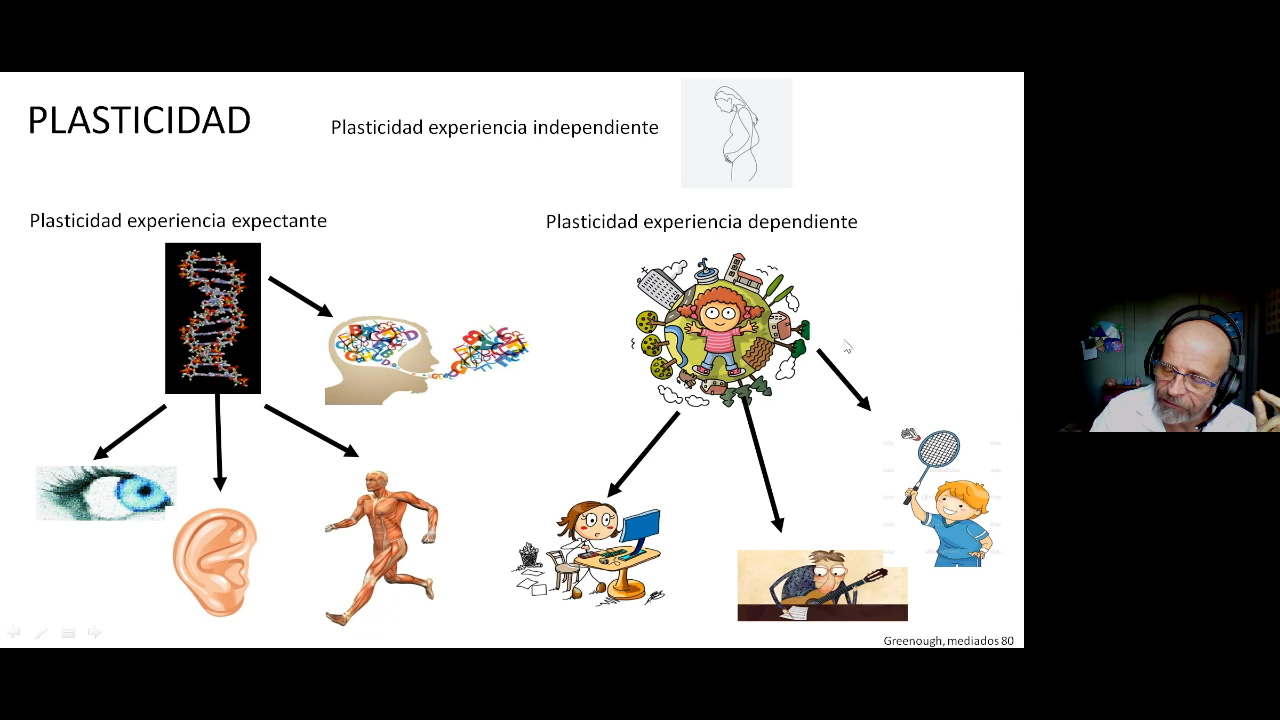 PLASTICIDAD
Plasticidad experiencia independiente
Plasticidad experiencia expectante
Plasticidad experiencia dependiente
Greenough, mediados 80